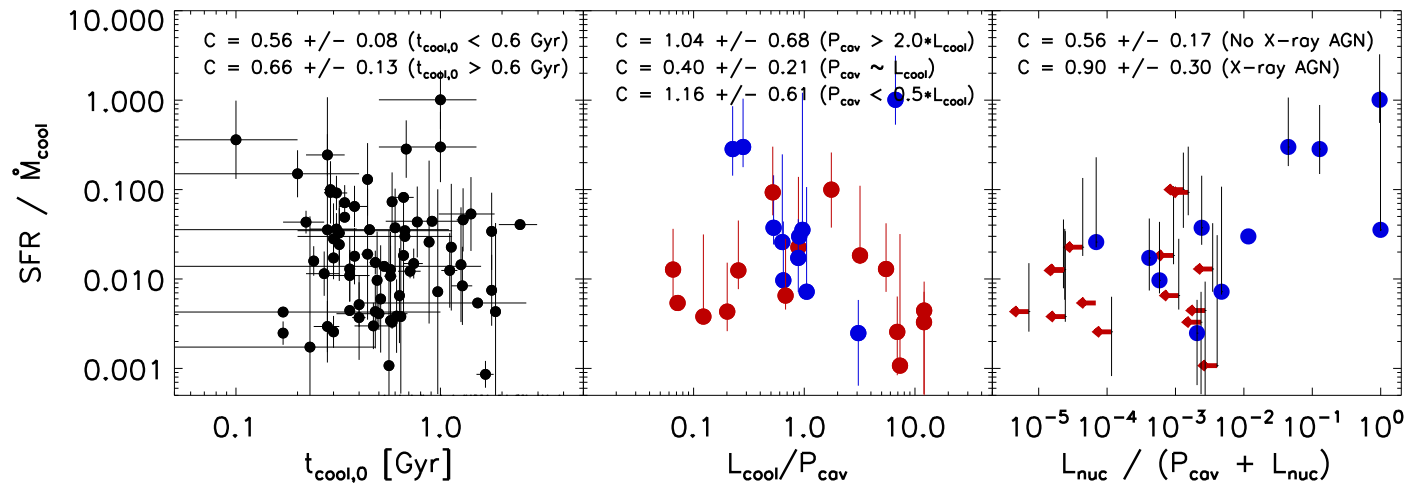 10.000
1.000
0.100
0.010
0.001
SFR / Ṁcool
C = 0.56 +/- 0.08 (tcool,0 < 0.6 Gyr)
C = 0.66 +/- 0.13 (tcool,0 > 0.6 Gyr)
0.1 1.0
tcool,0 [Gyr]
C = 1.04 +/- 0.68 (Pcav > 2.0*Lcool)
C = 0.40 +/- 0.21 (Pcav ~ Lcool)
C = 1.16 +/- 0.61 (Pcav < 0.5*Lcool)
0.1 1.0 10.0
Lcool/Pcav
C = 0.56 +/- 0.17 (No X-ray AGN)
C = 0.90 +/- 0.30 (X-ray AGN)
10⁻⁵ 10⁻⁴ 10⁻³ 10⁻² 10⁻¹ 10⁰
Lnuc / (Pcav + Lnuc)